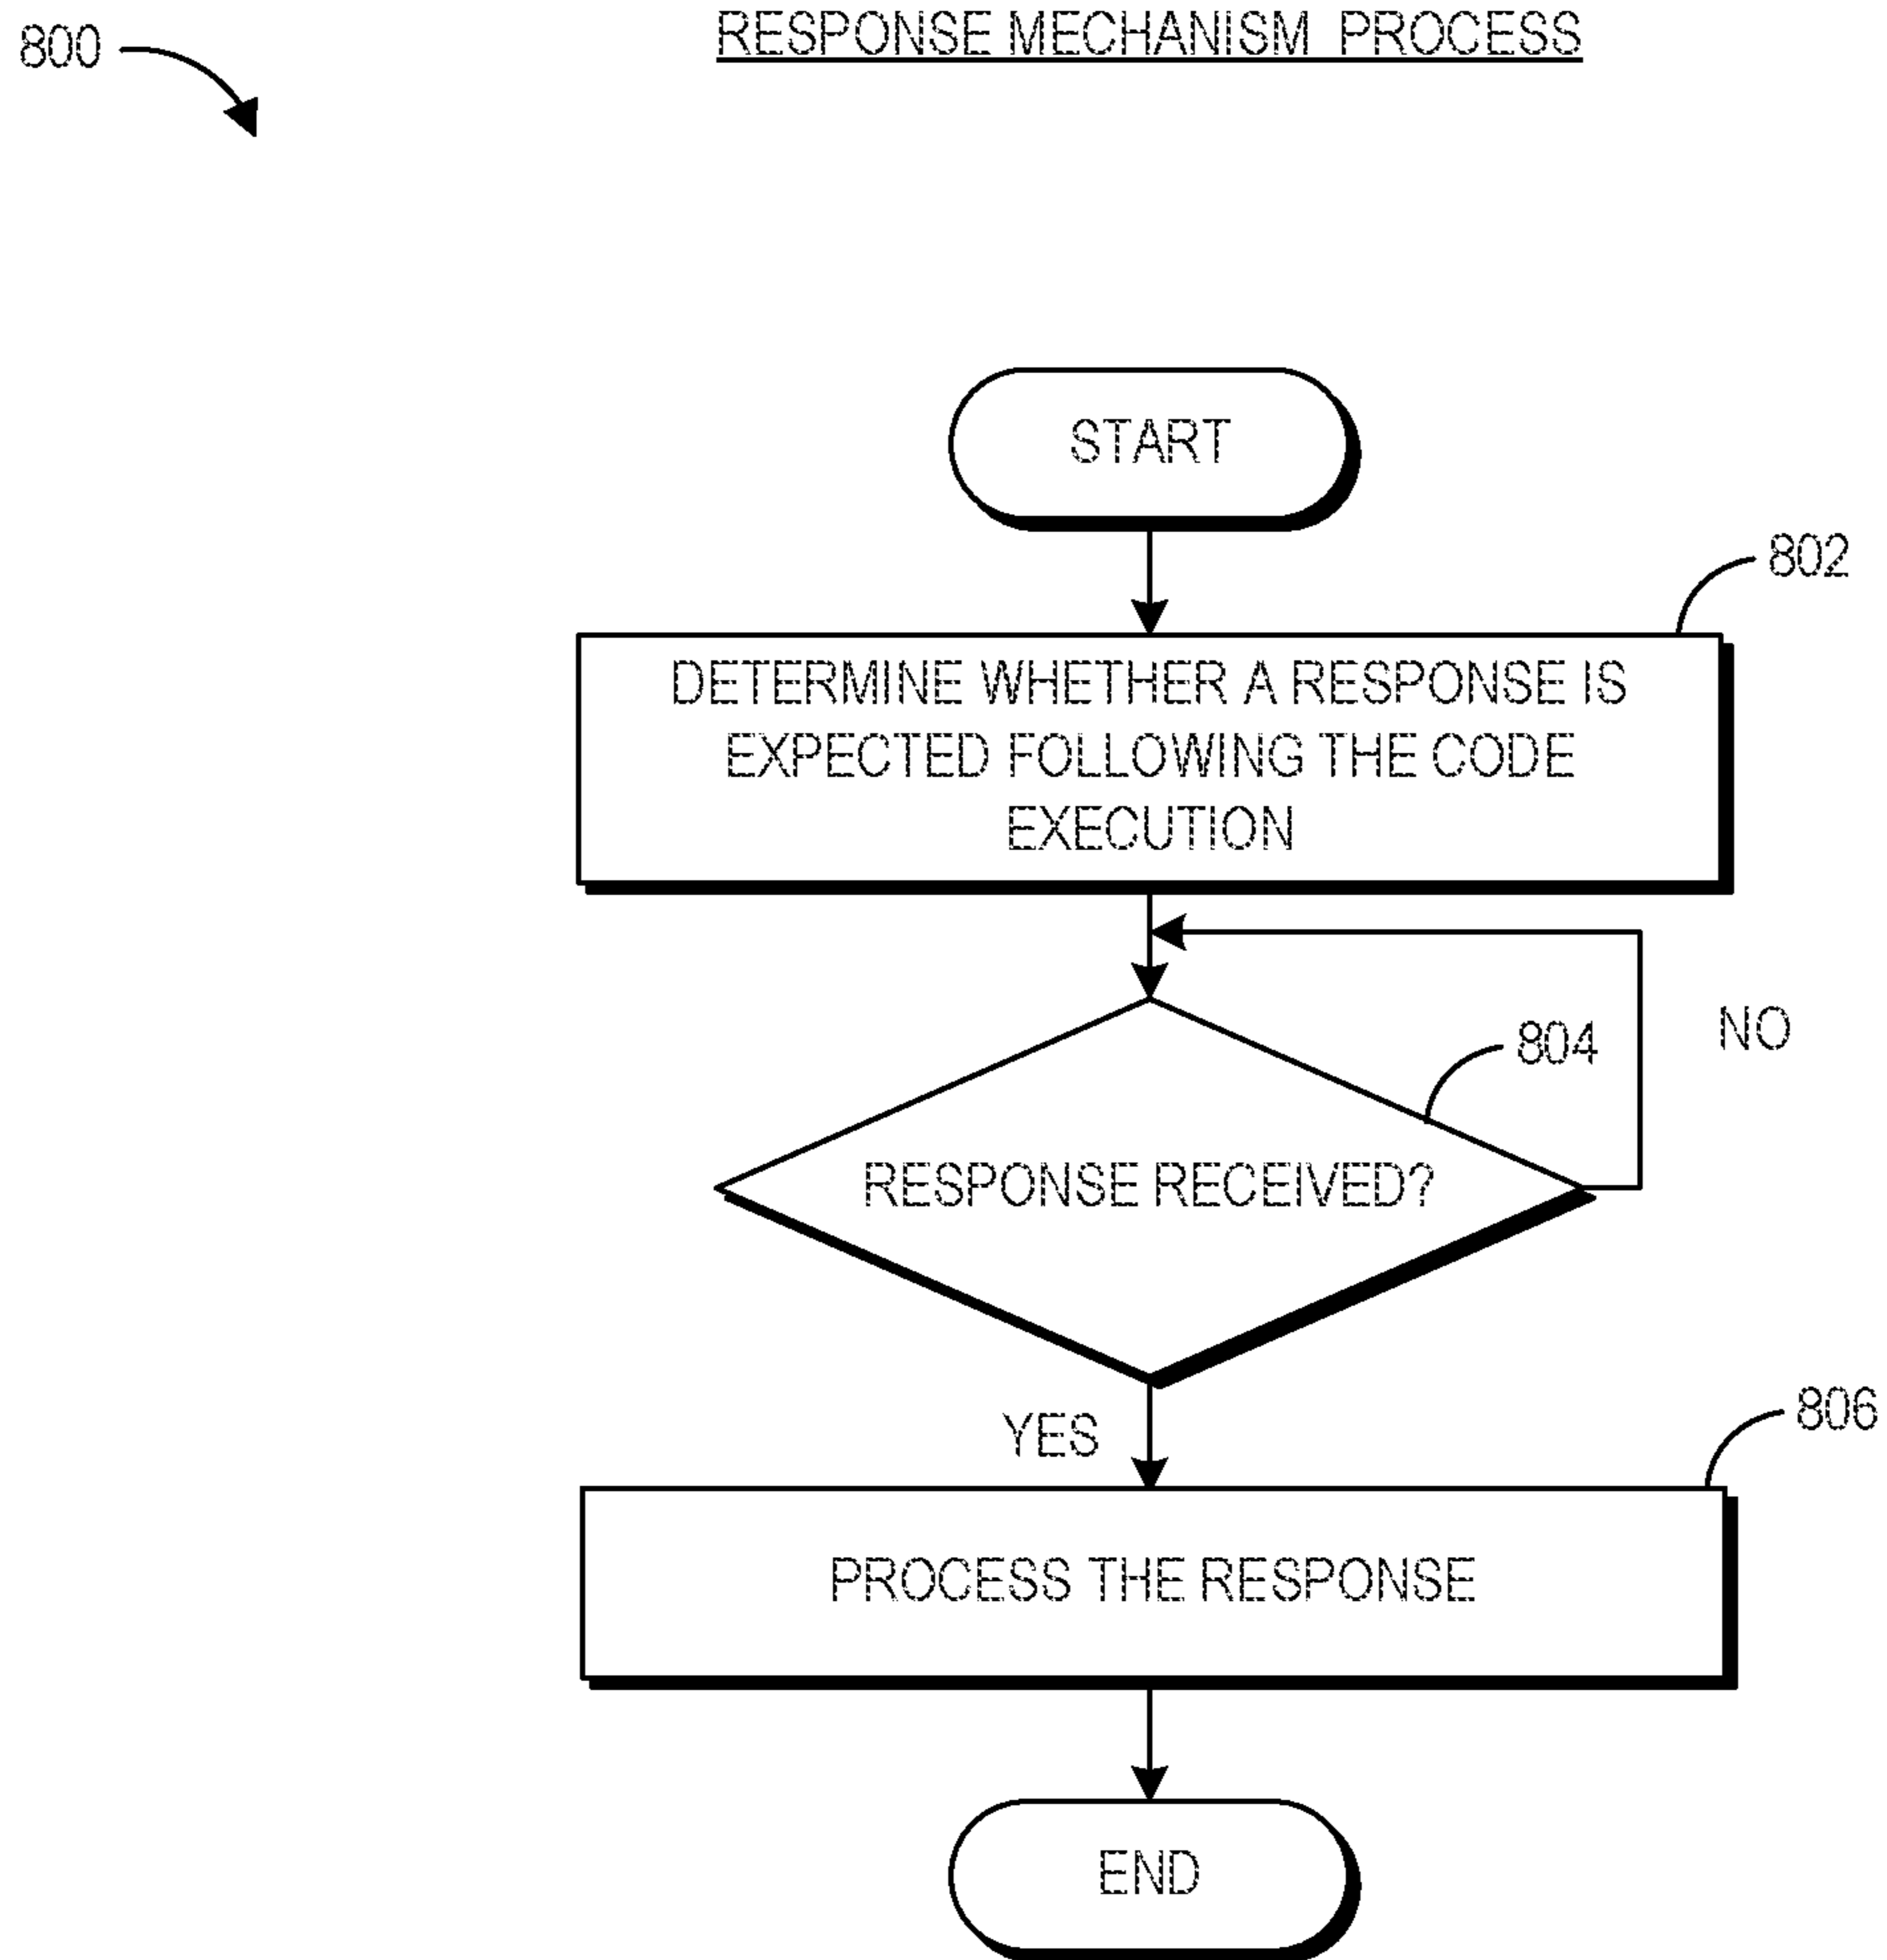 800
RESPONSE MECHANISM PROCESS
START
802
DETERMINE WHETHER A RESPONSE IS
EXPECTED FOLLOWING THE CODE
EXECUTION
NO
804
RESPONSE RECEIVED?
YES
806
PROCESS THE RESPONSE
END